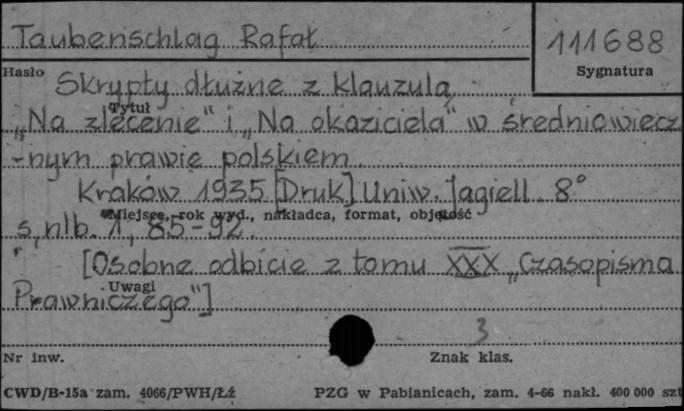 Taubenschlag Rafał
111688
Hasło
Sygnatura
Skrypty dłużne z klauzulą
Tytuł
„Na zlecenie" i „Na okaziciela" w średniowiecz
-nym prawie polskiem.
Kraków 1935 [Druk] Uniw. Jagiell. 8°
Miejsce, rok wyd., nakładca, format, objętość
s. nlb. 1, 85-92.
[Osobne odbicie z tomu XXX „Czasopisma
Uwagi
Prawniczego"]
3
Nr inw.
Znak klas.
CWD/B-15a zam. 4066/PWH/Łź
PZG w Pabianicach, zam. 4-66 nakł. 400 000 szt